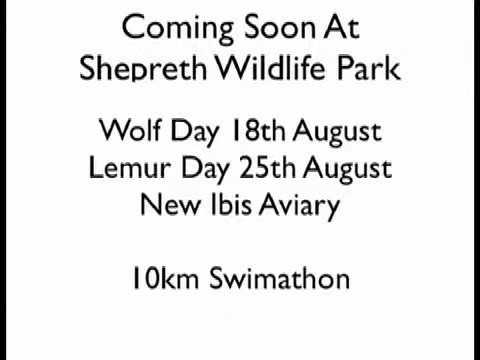 Coming Soon At
Shepreth Wildlife Park
Wolf Day 18th August
Lemur Day 25th August
New Ibis Aviary
10km Swimathon